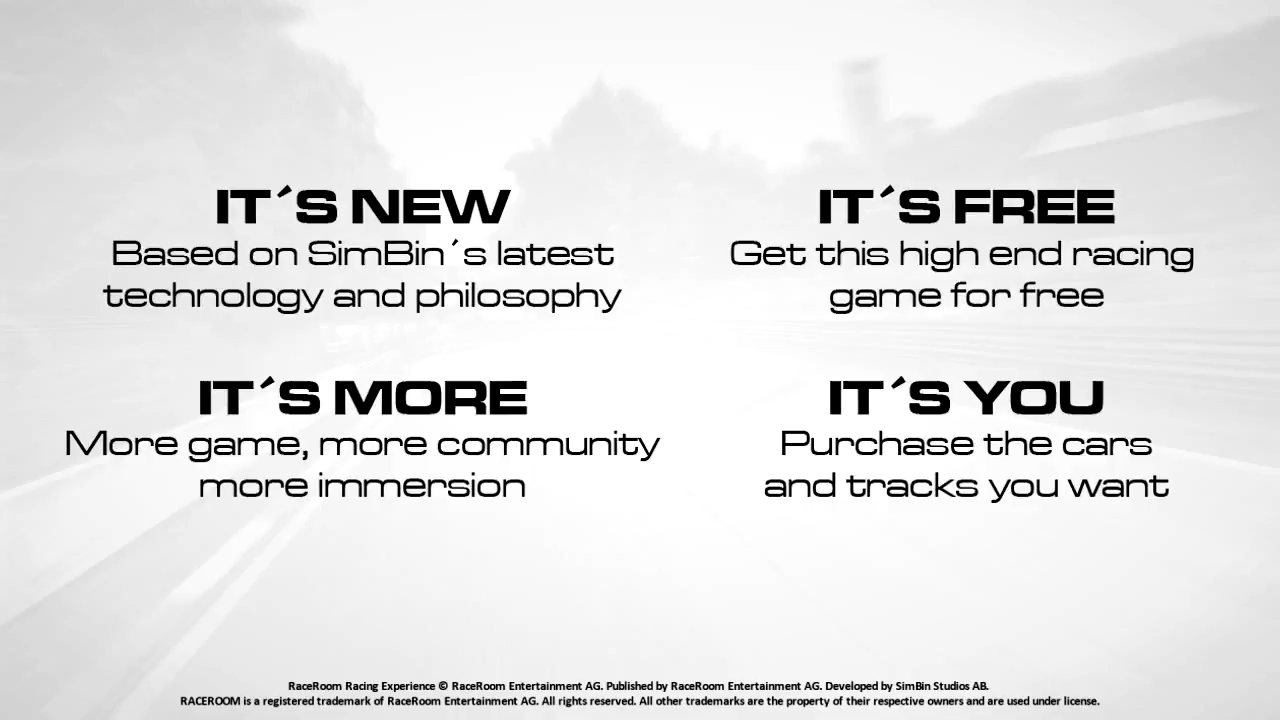 IT´S NEW
Based on SimBin´s latest
technology and philosophy
IT´S FREE
Get this high end racing
game for free
IT´S MORE
More game, more community
more immersion
IT´S YOU
Purchase the cars
and tracks you want
RaceRoom Racing Experience © RaceRoom Entertainment AG. Published by RaceRoom Entertainment AG. Developed by SimBin Studios AB.
RACEROOM is a registered trademark of RaceRoom Entertainment AG. All rights reserved. All other trademarks are the property of their respective owners and are used under license.